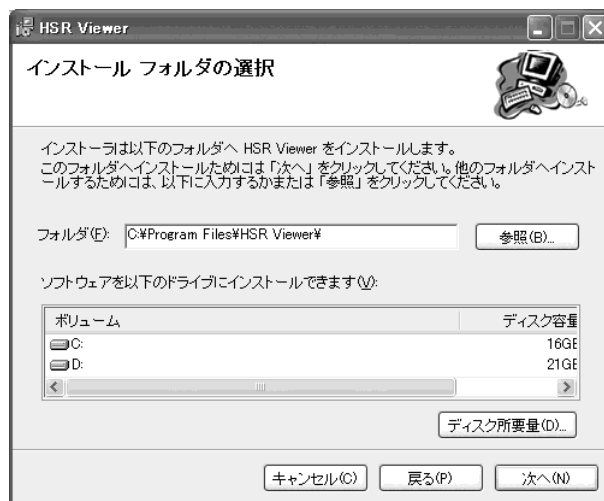 HSR Viewer
インストール フォルダの選択
インストーラは以下のフォルダへ HSR Viewer をインストールします。
このフォルダへインストールためには「次へ」をクリックしてください。他のフォルダへインスト
ールするためには、以下に入力するかまたは「参照」をクリックしてください。
フォルダ(F): C:¥Program Files¥HSR Viewer¥ 参照(B)...
ソフトウェアを以下のドライブにインストールできます(V):
ボリューム ディスク容量
C: 16GB
D: 21GB
ディスク所要量(D)...
キャンセル(C) 戻る(P) 次へ(N)